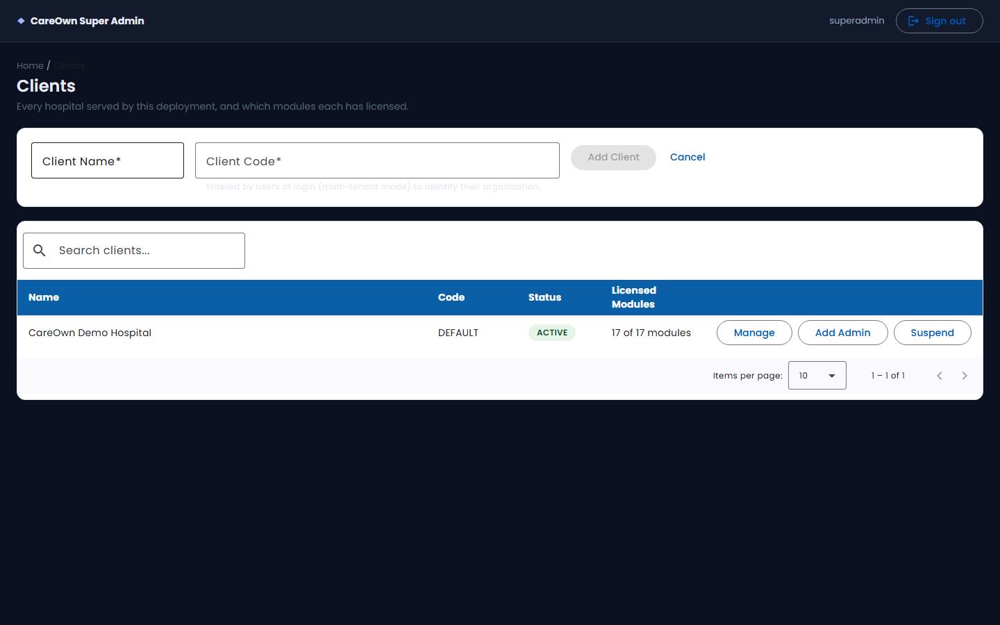 CareOwn Super Admin
superadmin
Sign out
Home / Clients
Clients
Every hospital served by this deployment, and which modules each has licensed.
Client Name*
Client Code*
Add Client
Cancel
Entered by users at login (multi-tenant mode) to identify their organization.
Search clients...
Name
Code
Status
Licensed
Modules
CareOwn Demo Hospital
DEFAULT
ACTIVE
17 of 17 modules
Manage
Add Admin
Suspend
Items per page:
10
1 – 1 of 1